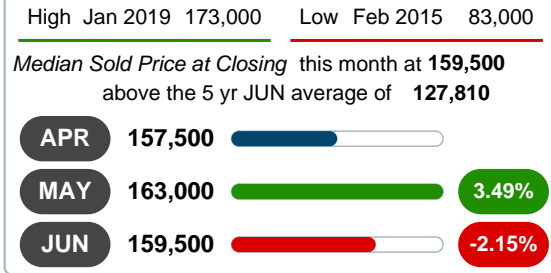 High Jan 2019 173,000 Low Feb 2015 83,000
Median Sold Price at Closing this month at 159,500
above the 5 yr JUN average of 127,810
APR 157,500
MAY 163,000 3.49%
JUN 159,500 -2.15%